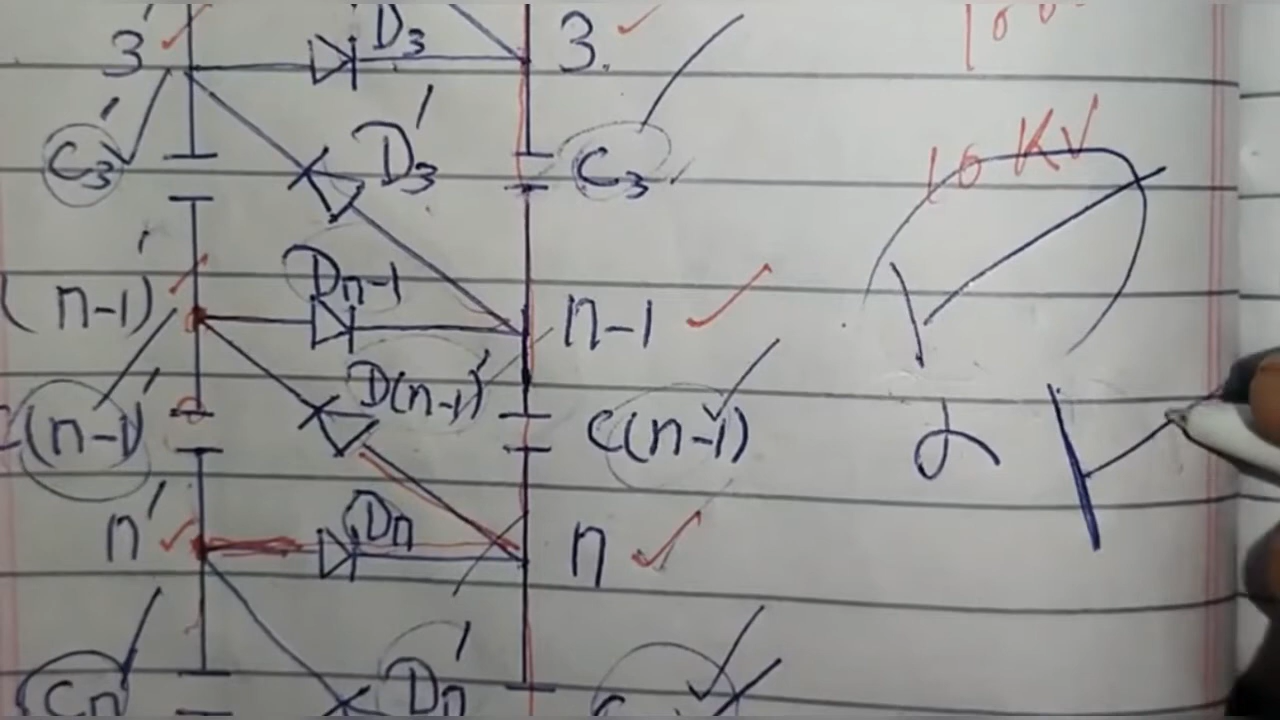 D3
3' 3.
C3' D3' C3
10 KV
(n-1)' Dn-1 n-1
C(n-1)' D(n-1)' C(n-1)
n' Dn n
Cn' Dn'